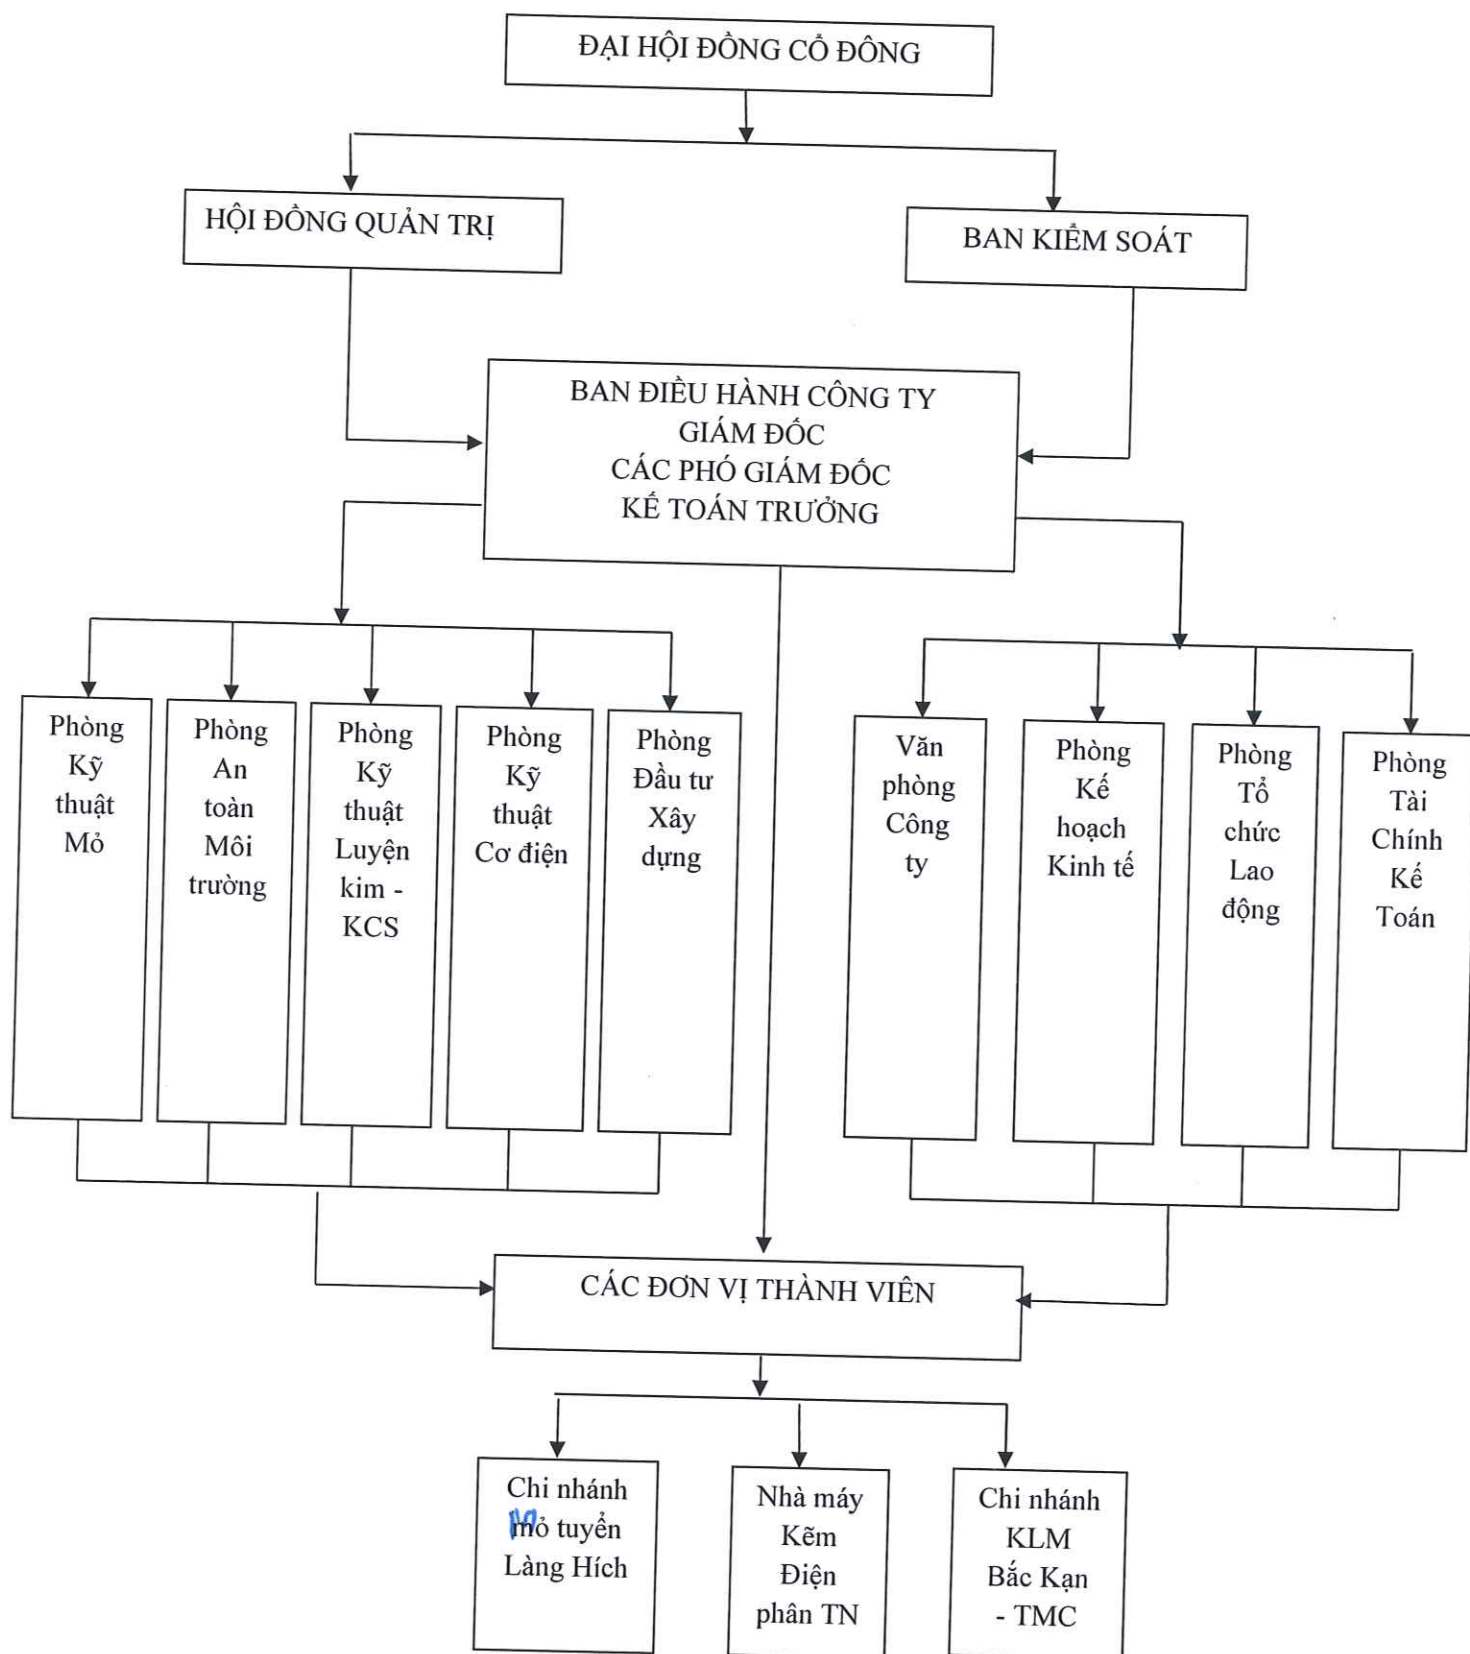 ĐẠI HỘI ĐỒNG CỔ ĐÔNG
HỘI ĐỒNG QUẢN TRỊ
BAN KIỂM SOÁT
BAN ĐIỀU HÀNH CÔNG TY
GIÁM ĐỐC
CÁC PHÓ GIÁM ĐỐC
KẾ TOÁN TRƯỞNG
Phòng
Kỹ
thuật
Mỏ
Phòng
An
toàn
Môi
trường
Phòng
Kỹ
thuật
Luyện
kim -
KCS
Phòng
Kỹ
thuật
Cơ điện
Phòng
Đầu tư
Xây
dựng
Văn
phòng
Công
ty
Phòng
Kế
hoạch
Kinh tế
Phòng
Tổ
chức
Lao
động
Phòng
Tài
Chính
Kế
Toán
CÁC ĐƠN VỊ THÀNH VIÊN
Chi nhánh
mỏ tuyển
Làng Hích
Nhà máy
Kẽm
Điện
phân TN
Chi nhánh
KLM
Bắc Kạn
- TMC